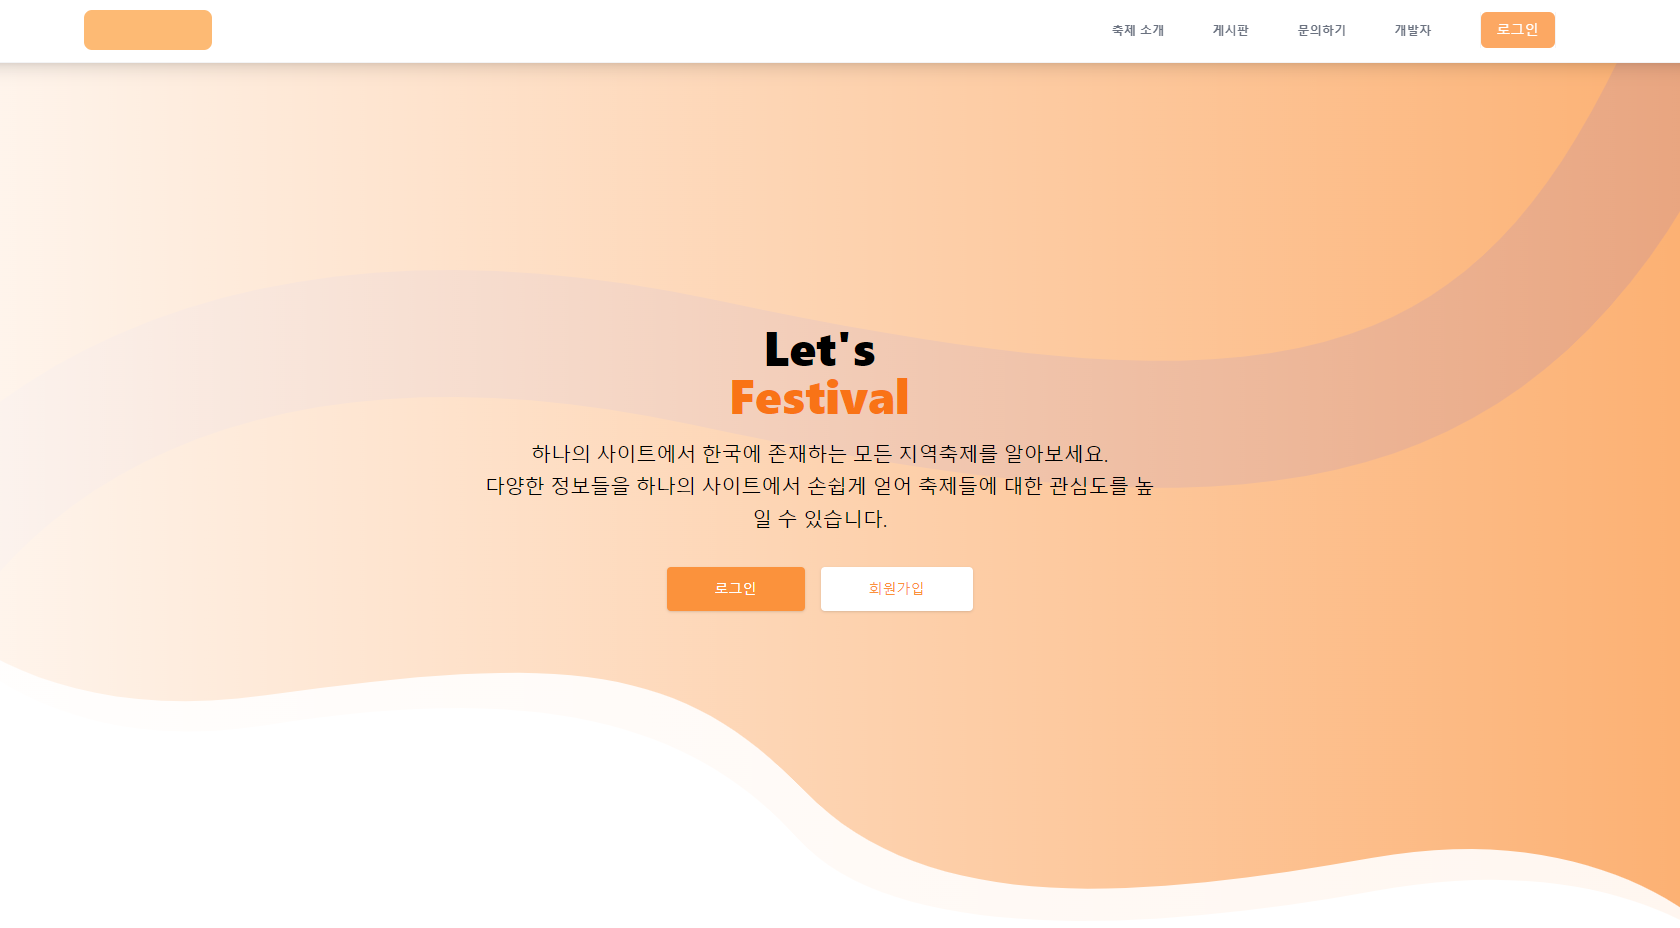 축제 소개
게시판
문의하기
개발자
로그인
Let's
Festival
하나의 사이트에서 한국에 존재하는 모든 지역축제를 알아보세요.
다양한 정보들을 하나의 사이트에서 손쉽게 얻어 축제들에 대한 관심도를 높
일 수 있습니다.
로그인
회원가입